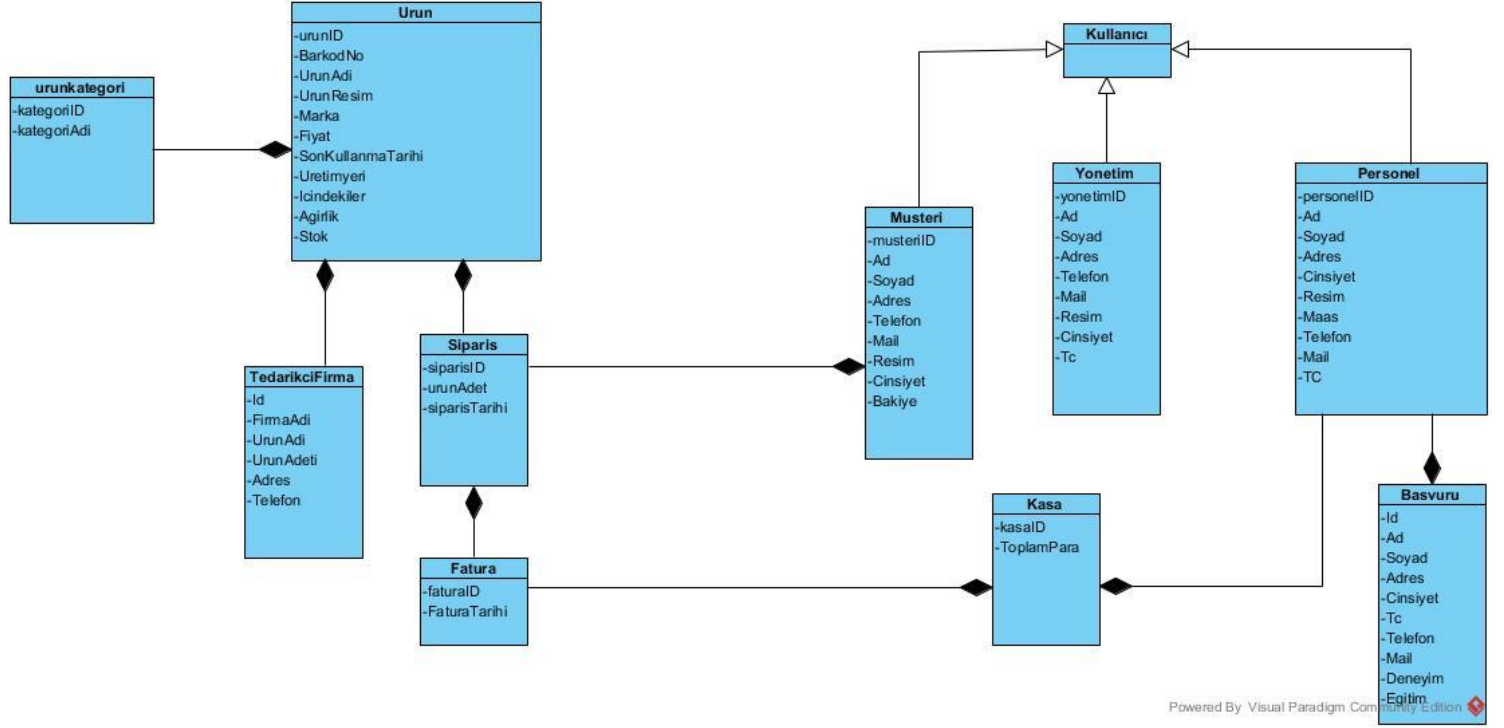 Urun
-urunID
-BarkodNo
-UrunAdi
-UrunResim
-Marka
-Fiyat
-SonKullanmaTarihi
-Uretimyeri
-Icindekiler
-Agirlik
-Stok
urunkategori
-kategoriID
-kategoriAdi
TedarikciFirma
-Id
-FirmaAdi
-UrunAdi
-UrunAdeti
-Adres
-Telefon
Siparis
-siparisID
-urunAdet
-siparisTarihi
Fatura
-faturaID
-FaturaTarihi
Kullanıcı
Musteri
-musteriID
-Ad
-Soyad
-Adres
-Telefon
-Mail
-Resim
-Cinsiyet
-Bakiye
Yonetim
-yonetimID
-Ad
-Soyad
-Adres
-Telefon
-Mail
-Resim
-Cinsiyet
-Tc
Personel
-personelID
-Ad
-Soyad
-Adres
-Cinsiyet
-Resim
-Maas
-Telefon
-Mail
-TC
Kasa
-kasaID
-ToplamPara
Basvuru
-Id
-Ad
-Soyad
-Adres
-Cinsiyet
-Tc
-Telefon
-Mail
-Deneyim
-Egitim
Powered By Visual Paradigm Community Edition